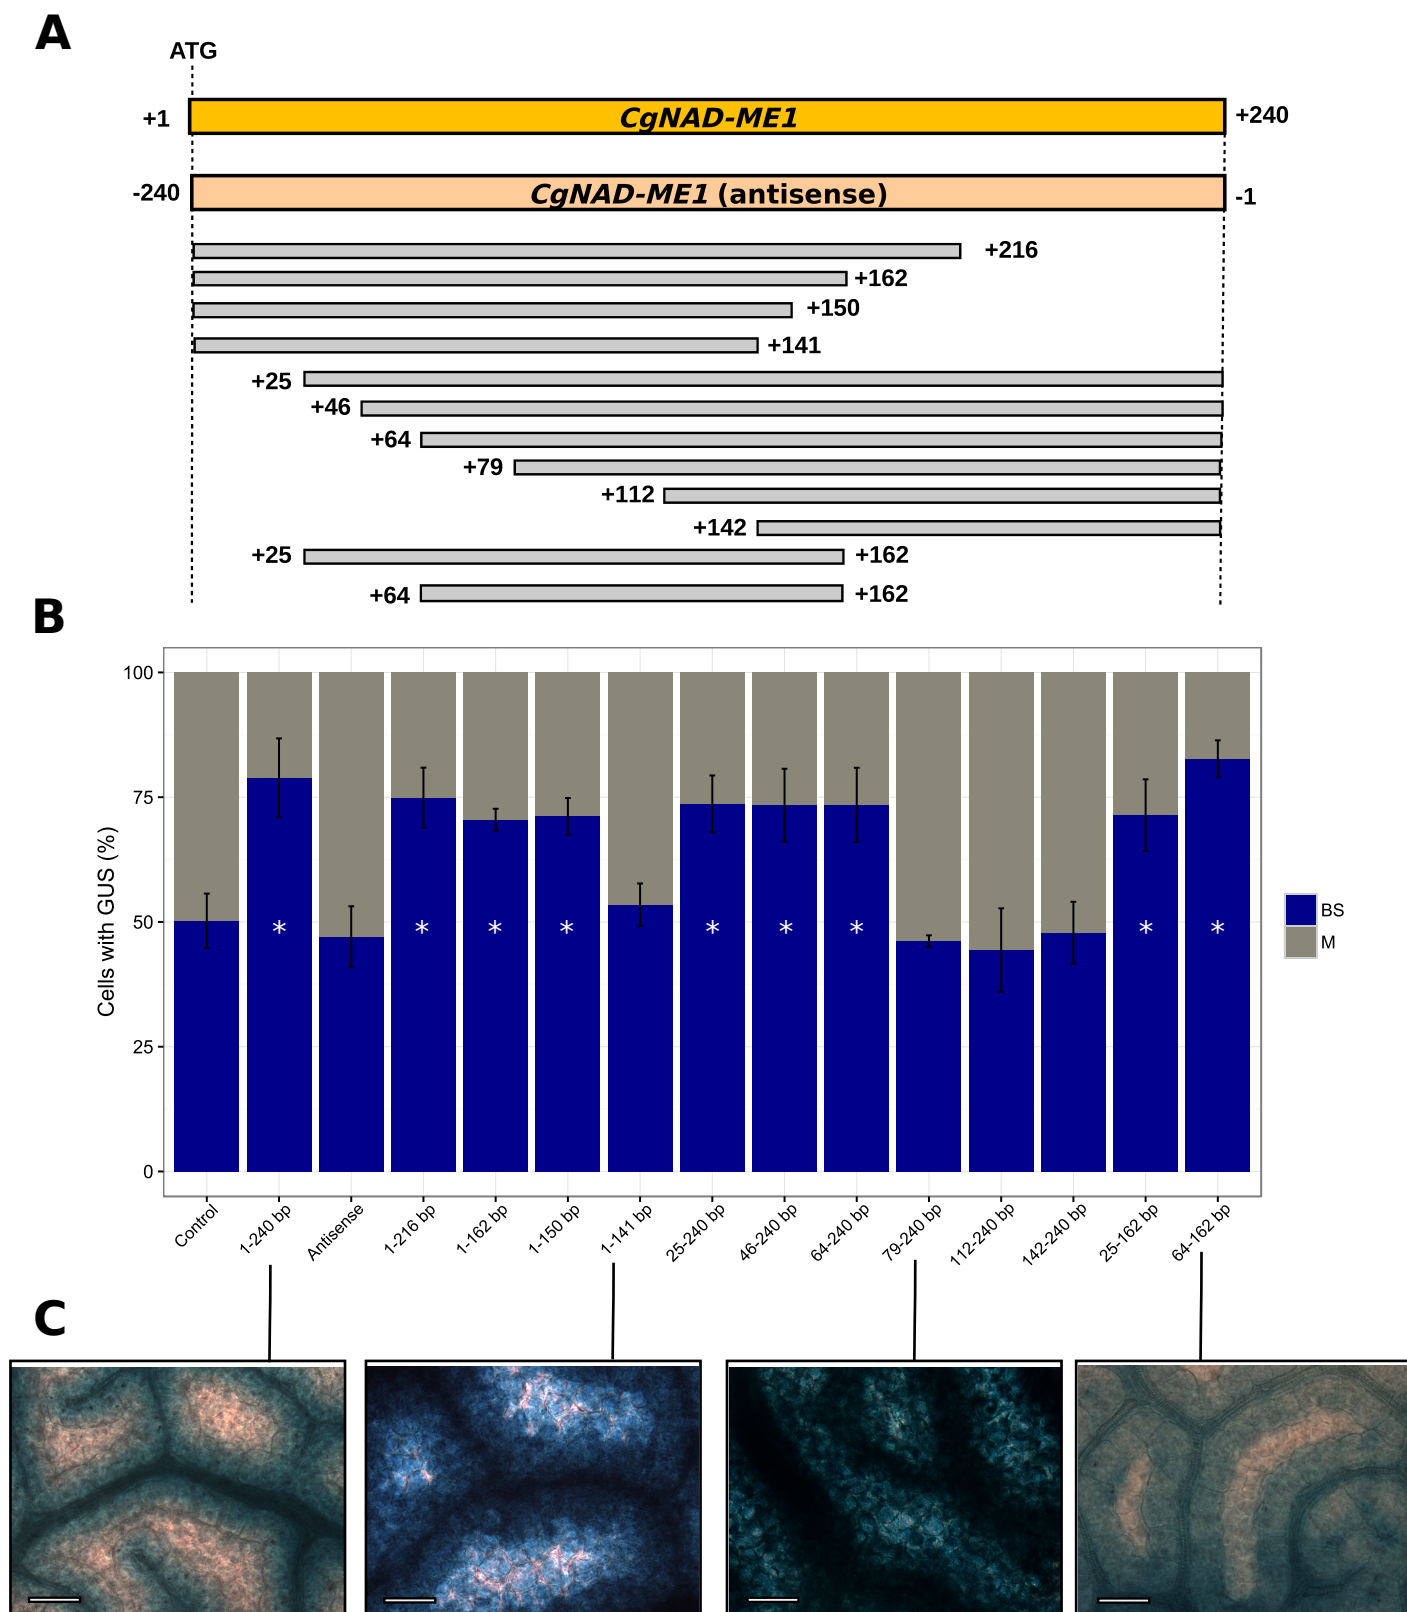 A
ATG
+1 CgNAD-ME1 +240
-240 CgNAD-ME1 (antisense) -1
+216
+162
+150
+141
+25
+46
+64
+79
+112
+142
+25 +162
+64 +162
B
Cells with GUS (%)
100
75
50
25
0
* * * * * * * * *
BS
M
Control 1-240 bp Antisense 1-216 bp 1-162 bp 1-150 bp 1-141 bp 25-240 bp 46-240 bp 64-240 bp 79-240 bp 112-240 bp 142-240 bp 25-162 bp 64-162 bp
C